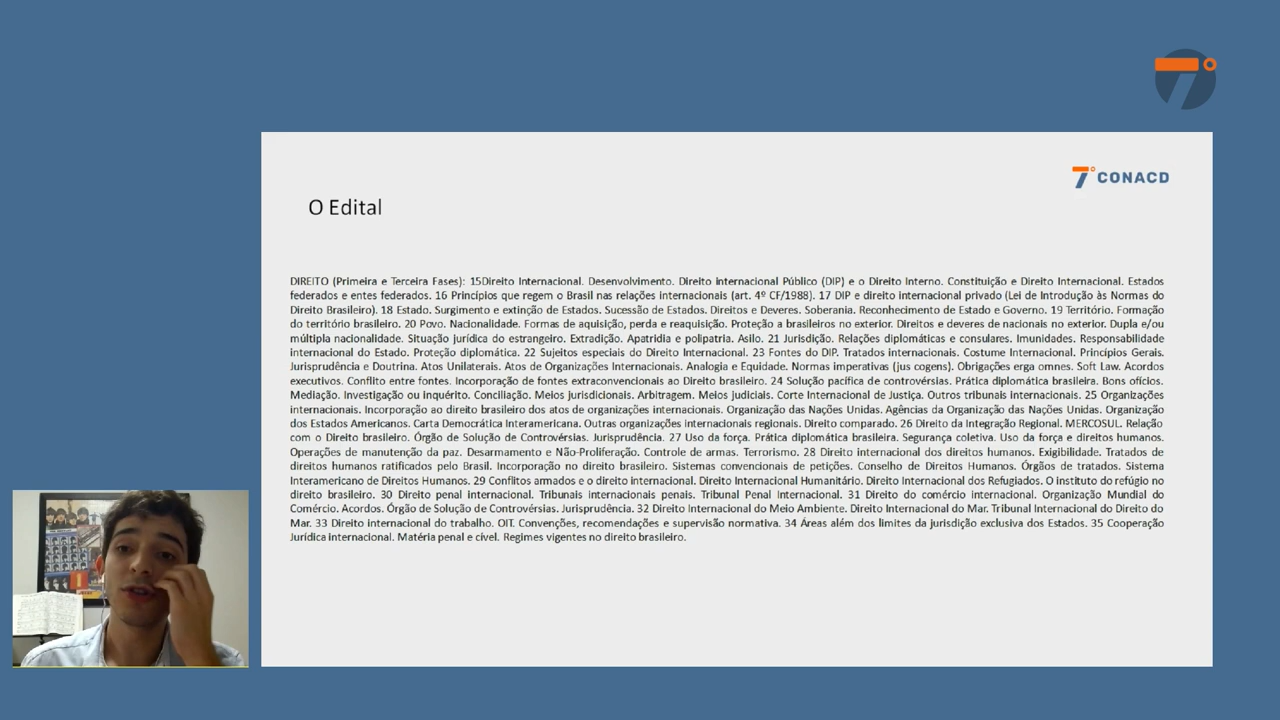 7° CONACD
O Edital
DIREITO (Primeira e Terceira Fases): 15Direito Internacional. Desenvolvimento. Direito internacional Público (DIP) e o Direito Interno. Constituição e Direito Internacional. Estados
federados e entes federados. 16 Princípios que regem o Brasil nas relações internacionais (art. 4º CF/1988). 17 DIP e direito internacional privado (Lei de Introdução às Normas do
Direito Brasileiro). 18 Estado. Surgimento e extinção de Estados. Sucessão de Estados. Direitos e Deveres. Soberania. Reconhecimento de Estado e Governo. 19 Território. Formação
do território brasileiro. 20 Povo. Nacionalidade. Formas de aquisição, perda e reaquisição. Proteção a brasileiros no exterior. Direitos e deveres de nacionais no exterior. Dupla e/ou
múltipla nacionalidade. Situação jurídica do estrangeiro. Extradição. Apatridia e polipatria. Asilo. 21 Jurisdição. Relações diplomáticas e consulares. Imunidades. Responsabilidade
internacional do Estado. Proteção diplomática. 22 Sujeitos especiais do Direito Internacional. 23 Fontes do DIP. Tratados internacionais. Costume Internacional. Princípios Gerais.
Jurisprudência e Doutrina. Atos Unilaterais. Atos de Organizações Internacionais. Analogia e Equidade. Normas imperativas (jus cogens). Obrigações erga omnes. Soft Law. Acordos
executivos. Conflito entre fontes. Incorporação de fontes extraconvencionais ao Direito brasileiro. 24 Solução pacífica de controvérsias. Prática diplomática brasileira. Bons ofícios.
Mediação. Investigação ou inquérito. Conciliação. Meios jurisdicionais. Arbitragem. Meios judiciais. Corte Internacional de Justiça. Outros tribunais internacionais. 25 Organizações
internacionais. Incorporação ao direito brasileiro dos atos de organizações internacionais. Organização das Nações Unidas. Agências da Organização das Nações Unidas. Organização
dos Estados Americanos. Carta Democrática Interamericana. Outras organizações internacionais regionais. Direito comparado. 26 Direito da Integração Regional. MERCOSUL. Relação
com o Direito brasileiro. Órgão de Solução de Controvérsias. Jurisprudência. 27 Uso da força. Prática diplomática brasileira. Segurança coletiva. Uso da força e direitos humanos.
Operações de manutenção da paz. Desarmamento e Não-Proliferação. Controle de armas. Terrorismo. 28 Direito internacional dos direitos humanos. Exigibilidade. Tratados de
direitos humanos ratificados pelo Brasil. Incorporação no direito brasileiro. Sistemas convencionais de petições. Conselho de Direitos Humanos. Órgãos de tratados. Sistema
Interamericano de Direitos Humanos. 29 Conflitos armados e o direito internacional. Direito Internacional Humanitário. Direito Internacional dos Refugiados. O instituto do refúgio no
direito brasileiro. 30 Direito penal internacional. Tribunais internacionais penais. Tribunal Penal Internacional. 31 Direito do comércio internacional. Organização Mundial do
Comércio. Acordos. Órgão de Solução de Controvérsias. Jurisprudência. 32 Direito Internacional do Meio Ambiente. Direito Internacional do Mar. Tribunal Internacional do Direito do
Mar. 33 Direito internacional do trabalho. OIT. Convenções, recomendações e supervisão normativa. 34 Áreas além dos limites da jurisdição exclusiva dos Estados. 35 Cooperação
Jurídica internacional. Matéria penal e cível. Regimes vigentes no direito brasileiro.